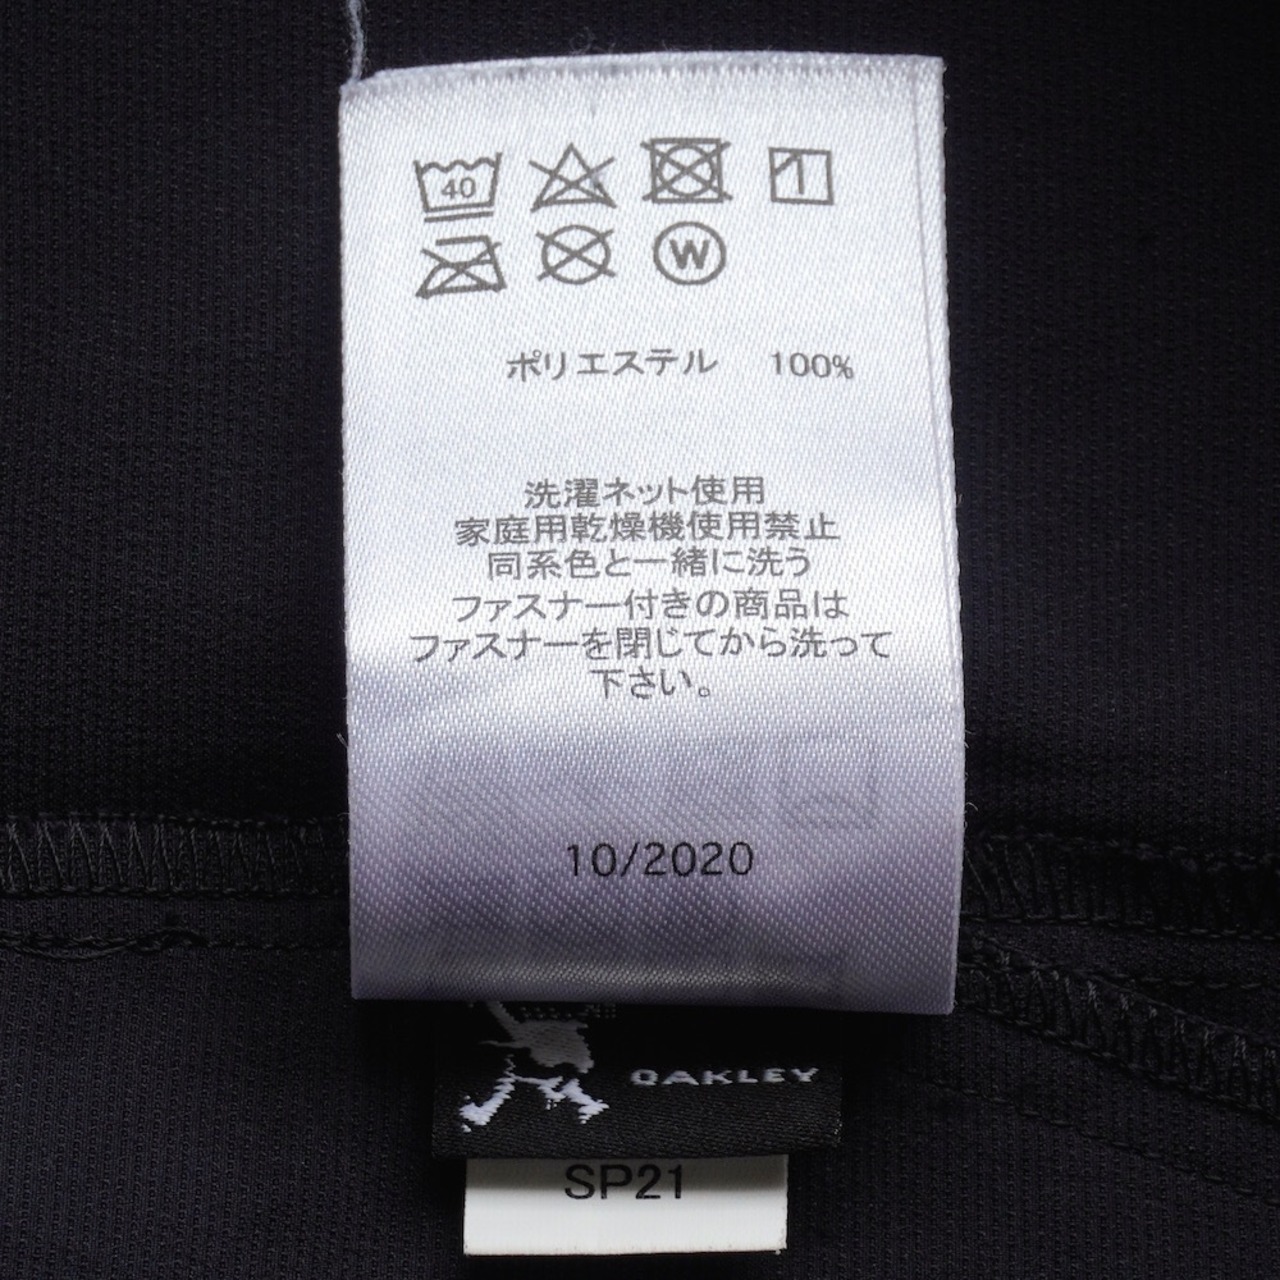 40
W
ポリエステル 100%
洗濯ネット使用
家庭用乾燥機使用禁止
同系色と一緒に洗う
ファスナー付きの商品は
ファスナーを閉じてから洗って
下さい。
10/2020
OAKLEY
SP21